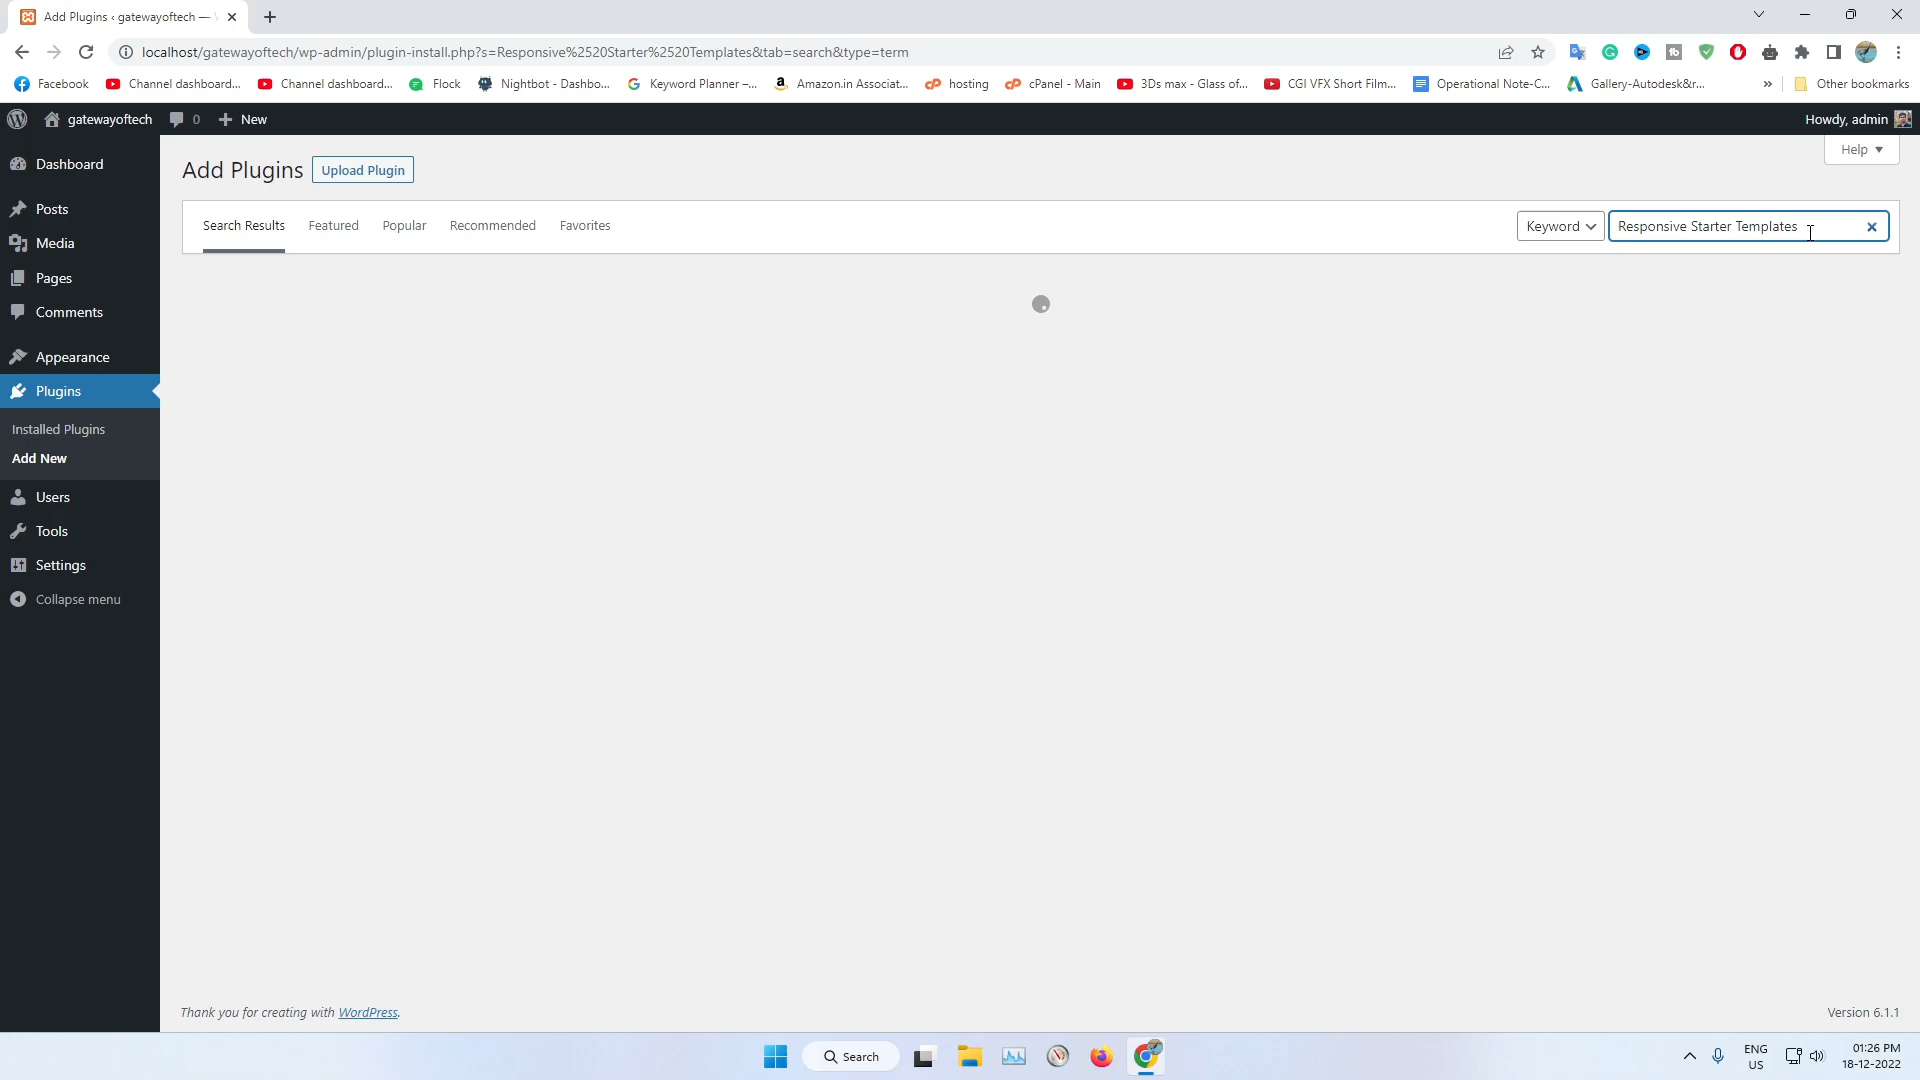 Add Plugins ‹ gatewayoftech —
localhost/gatewayoftech/wp-admin/plugin-install.php?s=Responsive%2520Starter%2520Templates&tab=search&type=term
Facebook Channel dashboard... Channel dashboard... Flock Nightbot - Dashbo... Keyword Planner –... Amazon.in Associat... hosting cPanel - Main 3Ds max - Glass of... CGI VFX Short Film... Operational Note-C... Gallery-Autodesk&r... » Other bookmarks
gatewayoftech 0 New Howdy, admin
Help
Dashboard
Posts
Media
Pages
Comments
Appearance
Plugins
Installed Plugins
Add New
Users
Tools
Settings
Collapse menu
Add Plugins Upload Plugin
Search Results Featured Popular Recommended Favorites Keyword Responsive Starter Templates
Thank you for creating with WordPress. Version 6.1.1
Search
ENG
US
01:26 PM
18-12-2022